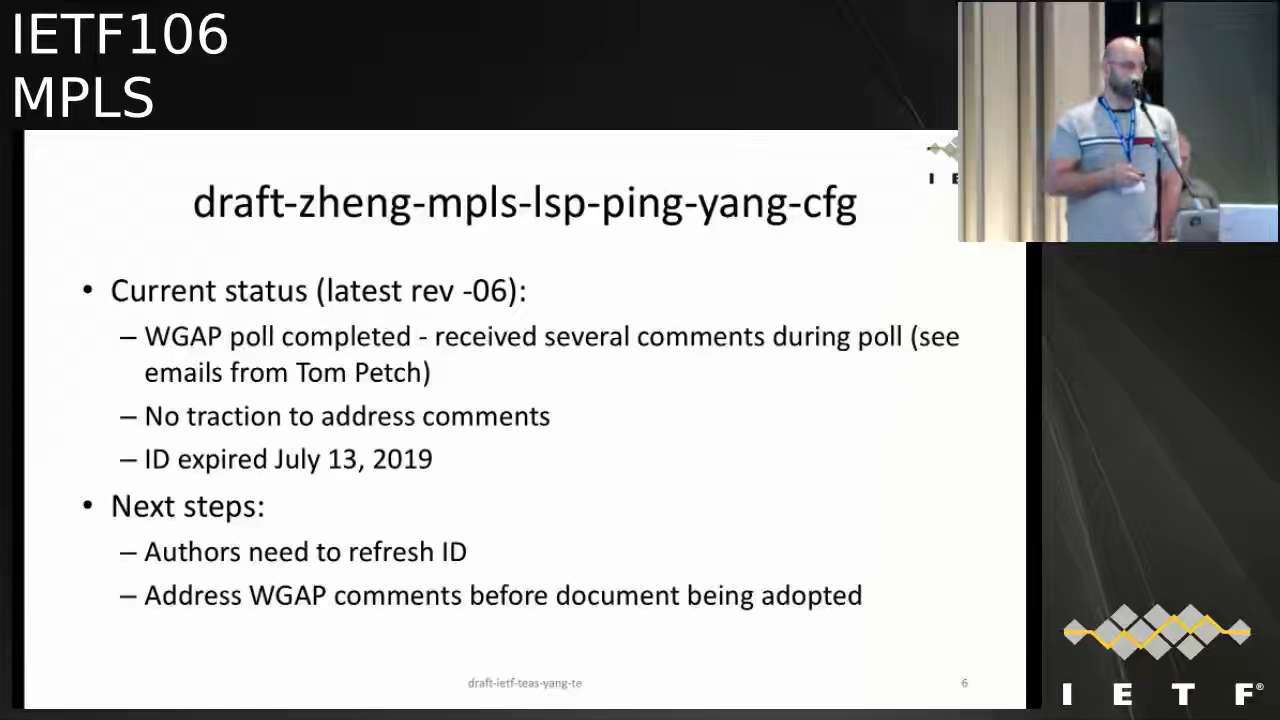 IETF106
MPLS
I E
draft-zheng-mpls-lsp-ping-yang-cfg
• Current status (latest rev -06):
– WGAP poll completed - received several comments during poll (see
emails from Tom Petch)
– No traction to address comments
– ID expired July 13, 2019
• Next steps:
– Authors need to refresh ID
– Address WGAP comments before document being adopted
draft-ietf-teas-yang-te
6
I E T F®